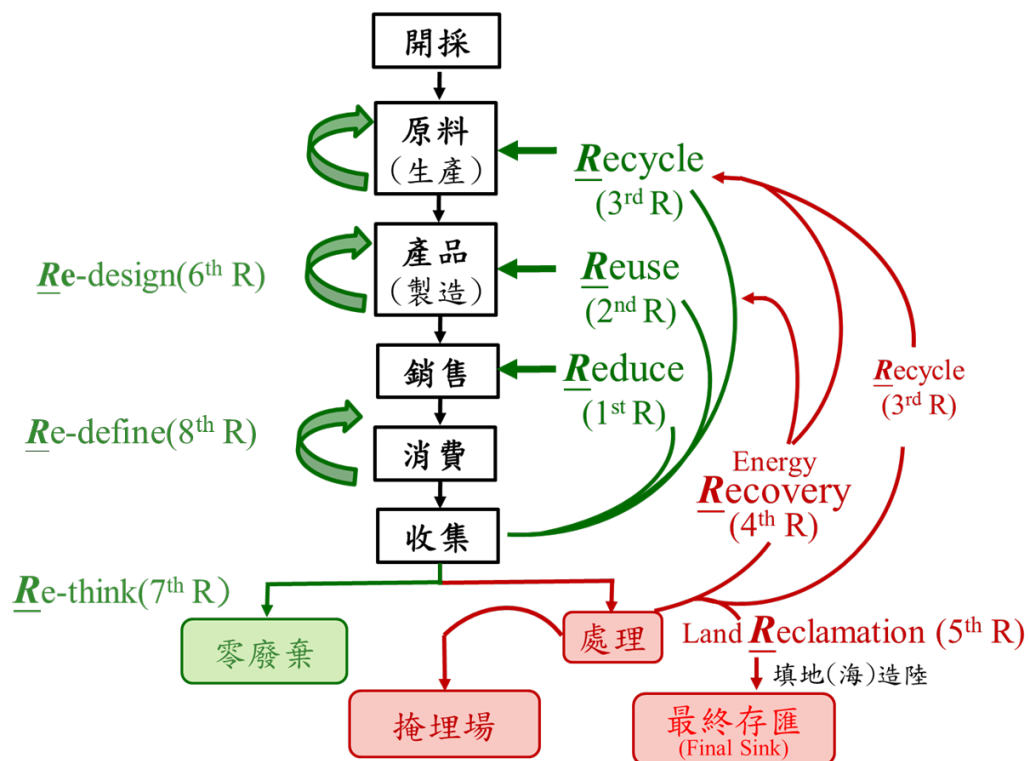 開採
原料
(生產)
Recycle
(3rd R)
產品
(製造)
Re-design(6th R)
Reuse
(2nd R)
銷售
Reduce
(1st R)
Recycle
(3rd R)
Re-define(8th R)
消費
Energy
Recovery
(4th R)
收集
Re-think(7th R)
零廢棄
處理
Land Reclamation (5th R)
填地(海)造陸
掩埋場
最終存匯
(Final Sink)